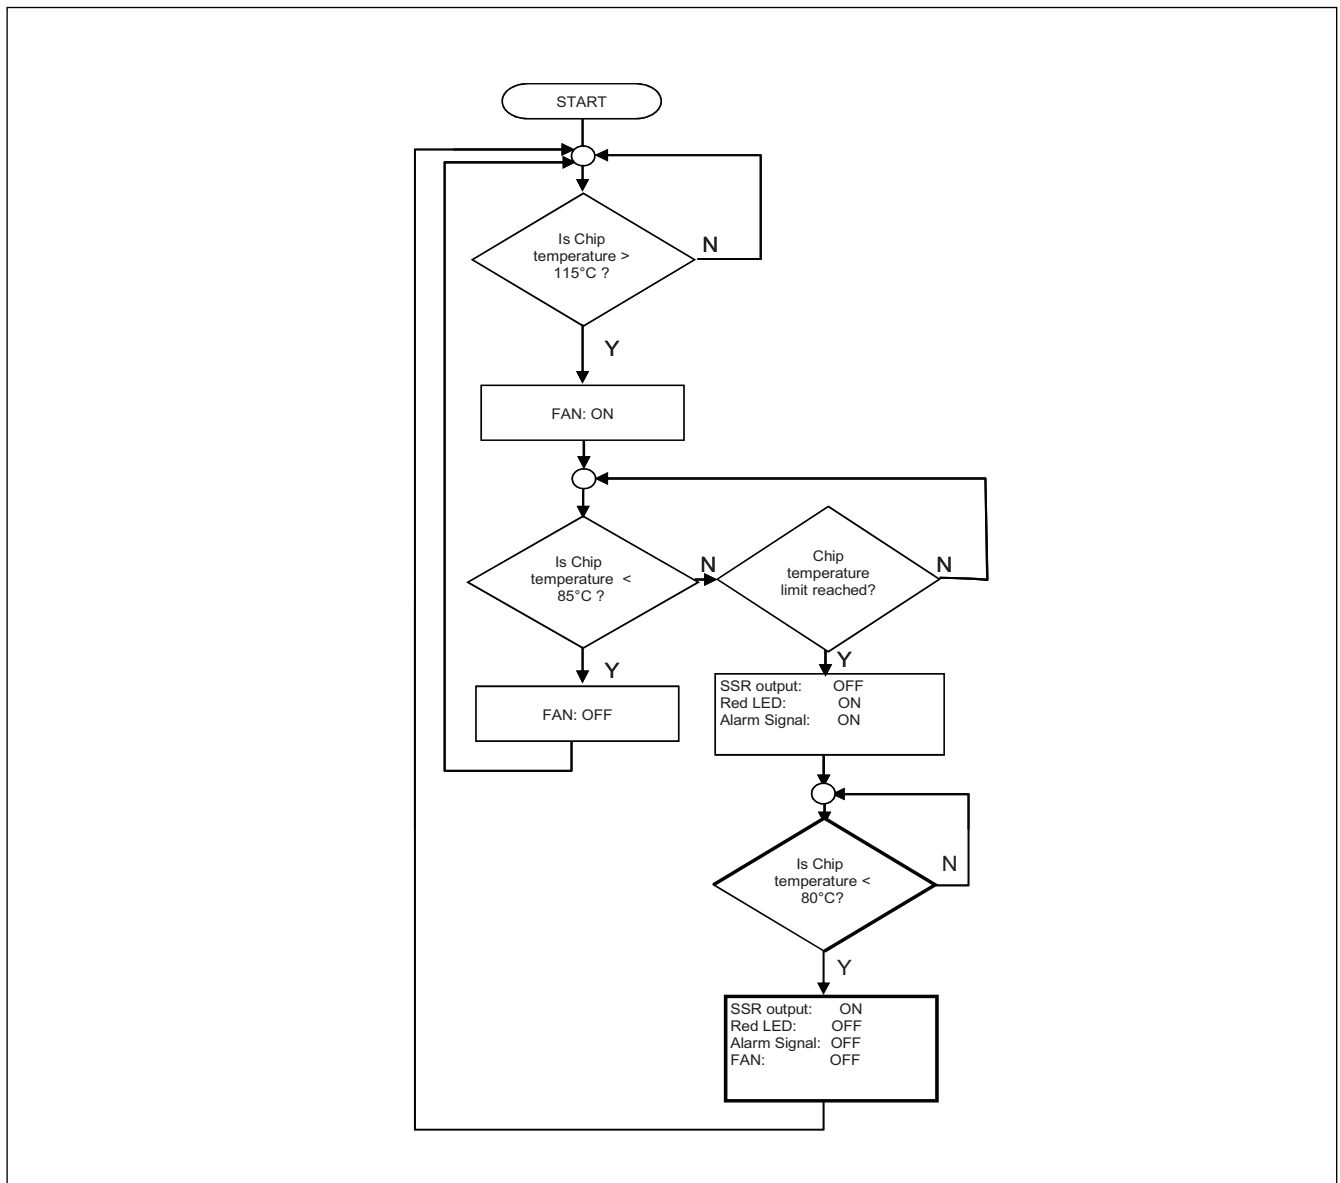 START
Is Chip
temperature >
115°C ?
N
Y
FAN: ON
Is Chip
temperature <
85°C ?
N
Chip
temperature
limit reached?
N
Y
Y
FAN: OFF
SSR output: OFF
Red LED: ON
Alarm Signal: ON
Is Chip
temperature <
80°C?
N
Y
SSR output: ON
Red LED: OFF
Alarm Signal: OFF
FAN: OFF